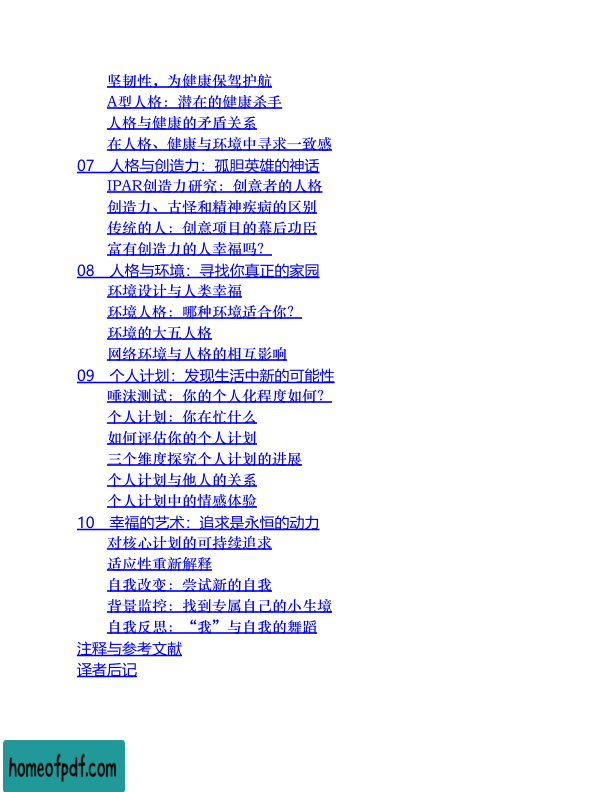 坚韧性，为健康保驾护航
A型人格：潜在的健康杀手
人格与健康的矛盾关系
在人格、健康与环境中寻求一致感
07 人格与创造力：孤胆英雄的神话
IPAR创造力研究：创意者的人格
创造力、古怪和精神疾病的区别
传统的人：创意项目的幕后功臣
富有创造力的人幸福吗？
08 人格与环境：寻找你真正的家园
环境设计与人类幸福
环境人格：哪种环境适合你？
环境的大五人格
网络环境与人格的相互影响
09 个人计划：发现生活中新的可能性
唾沫测试：你的个人化程度如何？
个人计划：你在忙什么
如何评估你的个人计划
三个维度探究个人计划的进展
个人计划与他人的关系
个人计划中的情感体验
10 幸福的艺术：追求是永恒的动力
对核心计划的可持续追求
适应性重新解释
自我改变：尝试新的自我
背景监控：找到专属自己的小生境
自我反思：“我”与自我的舞蹈
注释与参考文献
译者后记
homeofpdf.com